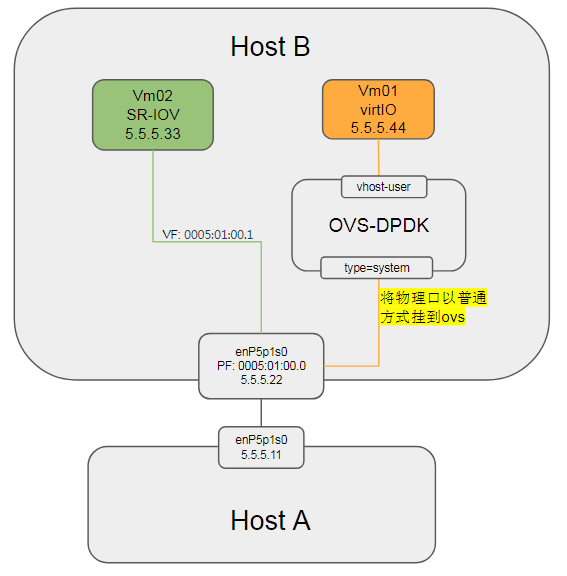 Host B
Vm02
SR-IOV
5.5.5.33
Vm01
virtIO
5.5.5.44
vhost-user
OVS-DPDK
type=system
VF: 0005:01:00.1
将物理口以普通
方式挂到ovs
enP5p1s0
PF: 0005:01:00.0
5.5.5.22
enP5p1s0
5.5.5.11
Host A